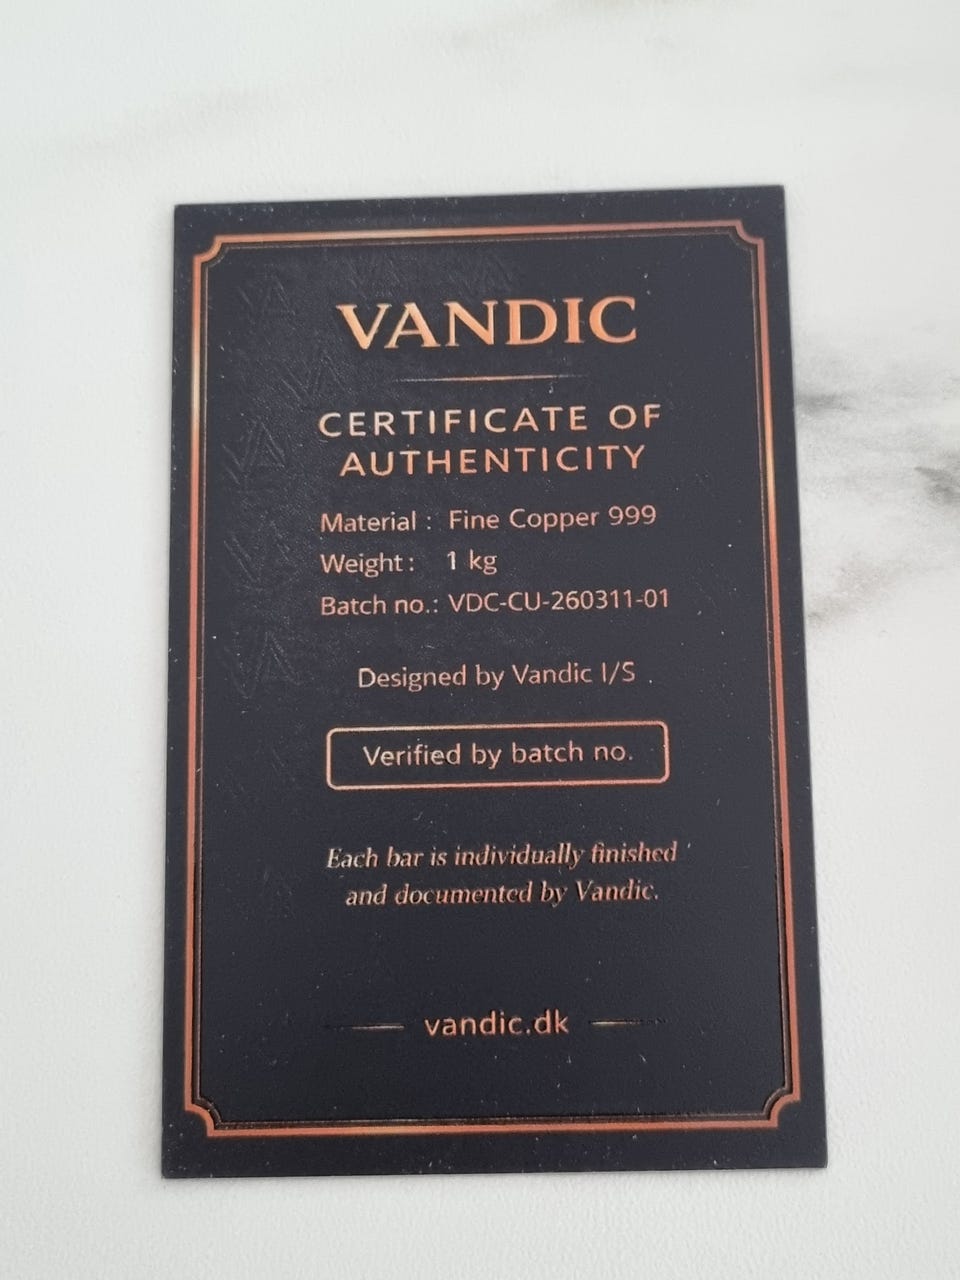 VANDIC
CERTIFICATE OF
AUTHENTICITY
Material : Fine Copper 999
Weight : 1 kg
Batch no.: VDC-CU-260311-01
Designed by Vandic I/S
Verified by batch no.
Each bar is individually finished
and documented by Vandic.
vandic.dk